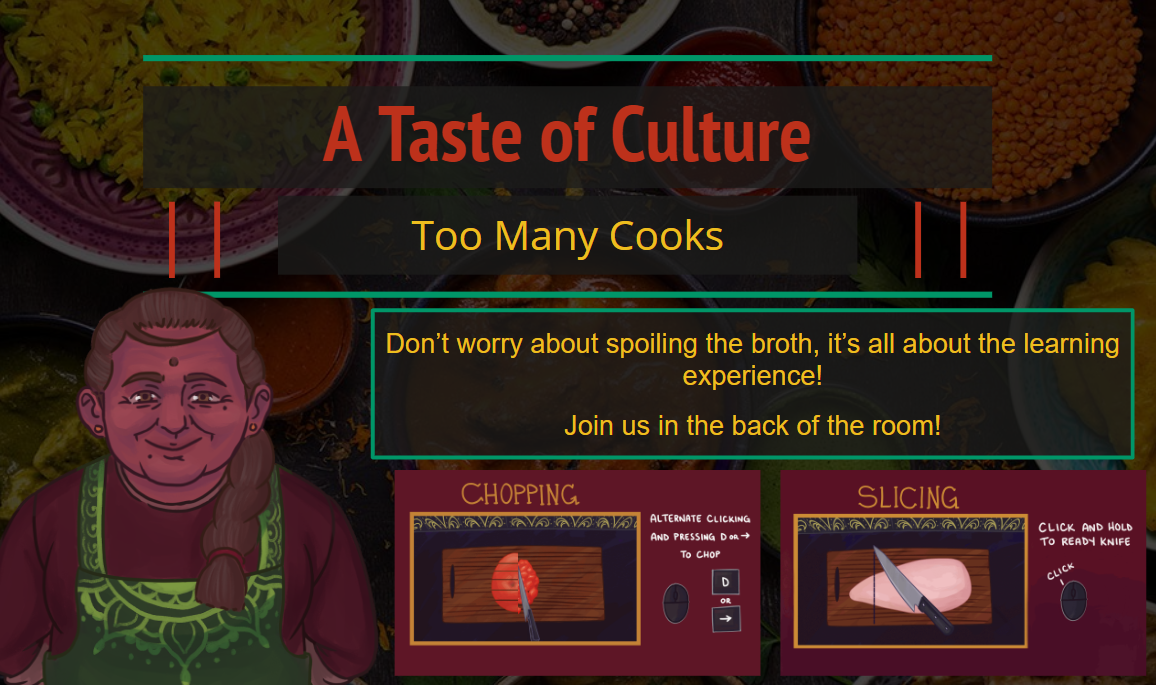 A Taste of Culture
Too Many Cooks
Don’t worry about spoiling the broth, it’s all about the learning
experience!
Join us in the back of the room!
CHOPPING
ALTERNATE CLICKING
AND PRESSING D OR →
TO CHOP
D
OR
→
SLICING
CLICK AND HOLD
TO READY KNIFE
CLICK